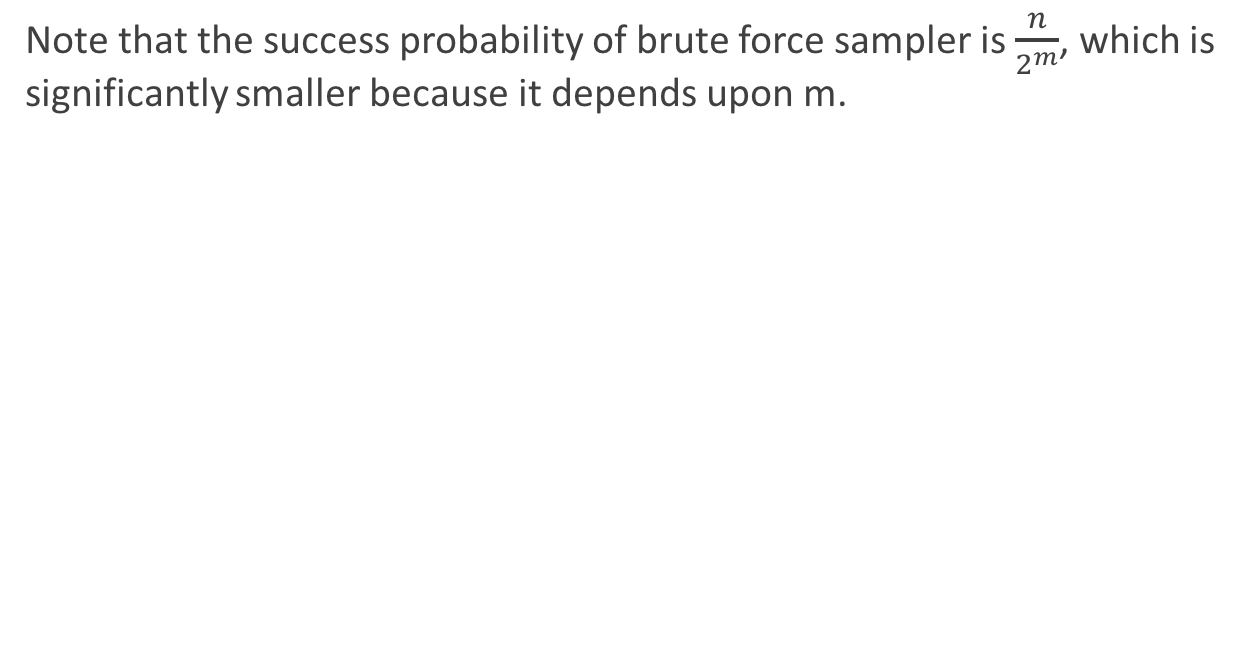 Note that the success probability of brute force sampler is $\frac{n}{2^m}$, which is
significantly smaller because it depends upon m.